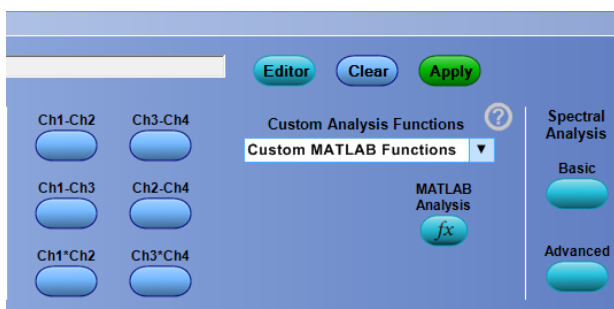 Editor
Clear
Apply
Ch1-Ch2
Ch3-Ch4
Custom Analysis Functions
?
Spectral
Analysis
Custom MATLAB Functions
Basic
Ch1-Ch3
Ch2-Ch4
MATLAB
Analysis
fx
Ch1*Ch2
Ch3*Ch4
Advanced